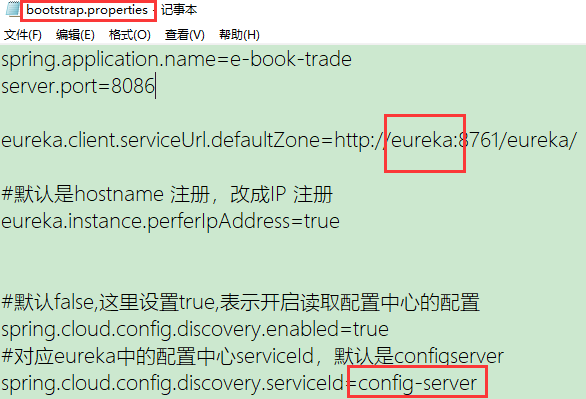 bootstrap.properties - 记事本
文件(F) 编辑(E) 格式(O) 查看(V) 帮助(H)
spring.application.name=e-book-trade
server.port=8086
eureka.client.serviceUrl.defaultZone=http://eureka:8761/eureka/
#默认是hostname 注册，改成IP 注册
eureka.instance.perferIpAddress=true
#默认false,这里设置true,表示开启读取配置中心的配置
spring.cloud.config.discovery.enabled=true
#对应eureka中的配置中心serviceId，默认是configserver
spring.cloud.config.discovery.serviceId=config-server